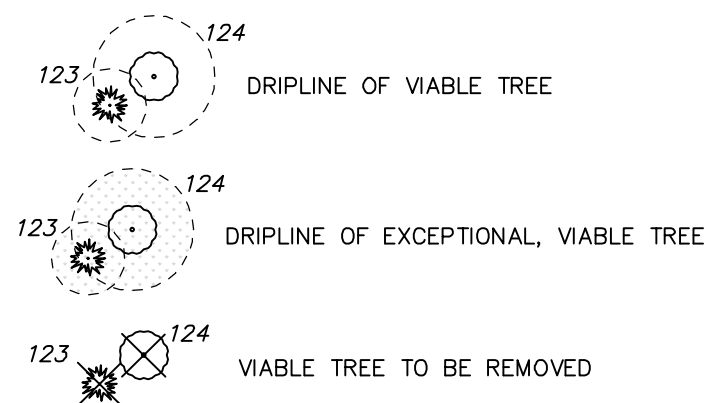 124
123
DRIPLINE OF VIABLE TREE
124
123
DRIPLINE OF EXCEPTIONAL, VIABLE TREE
124
123
VIABLE TREE TO BE REMOVED